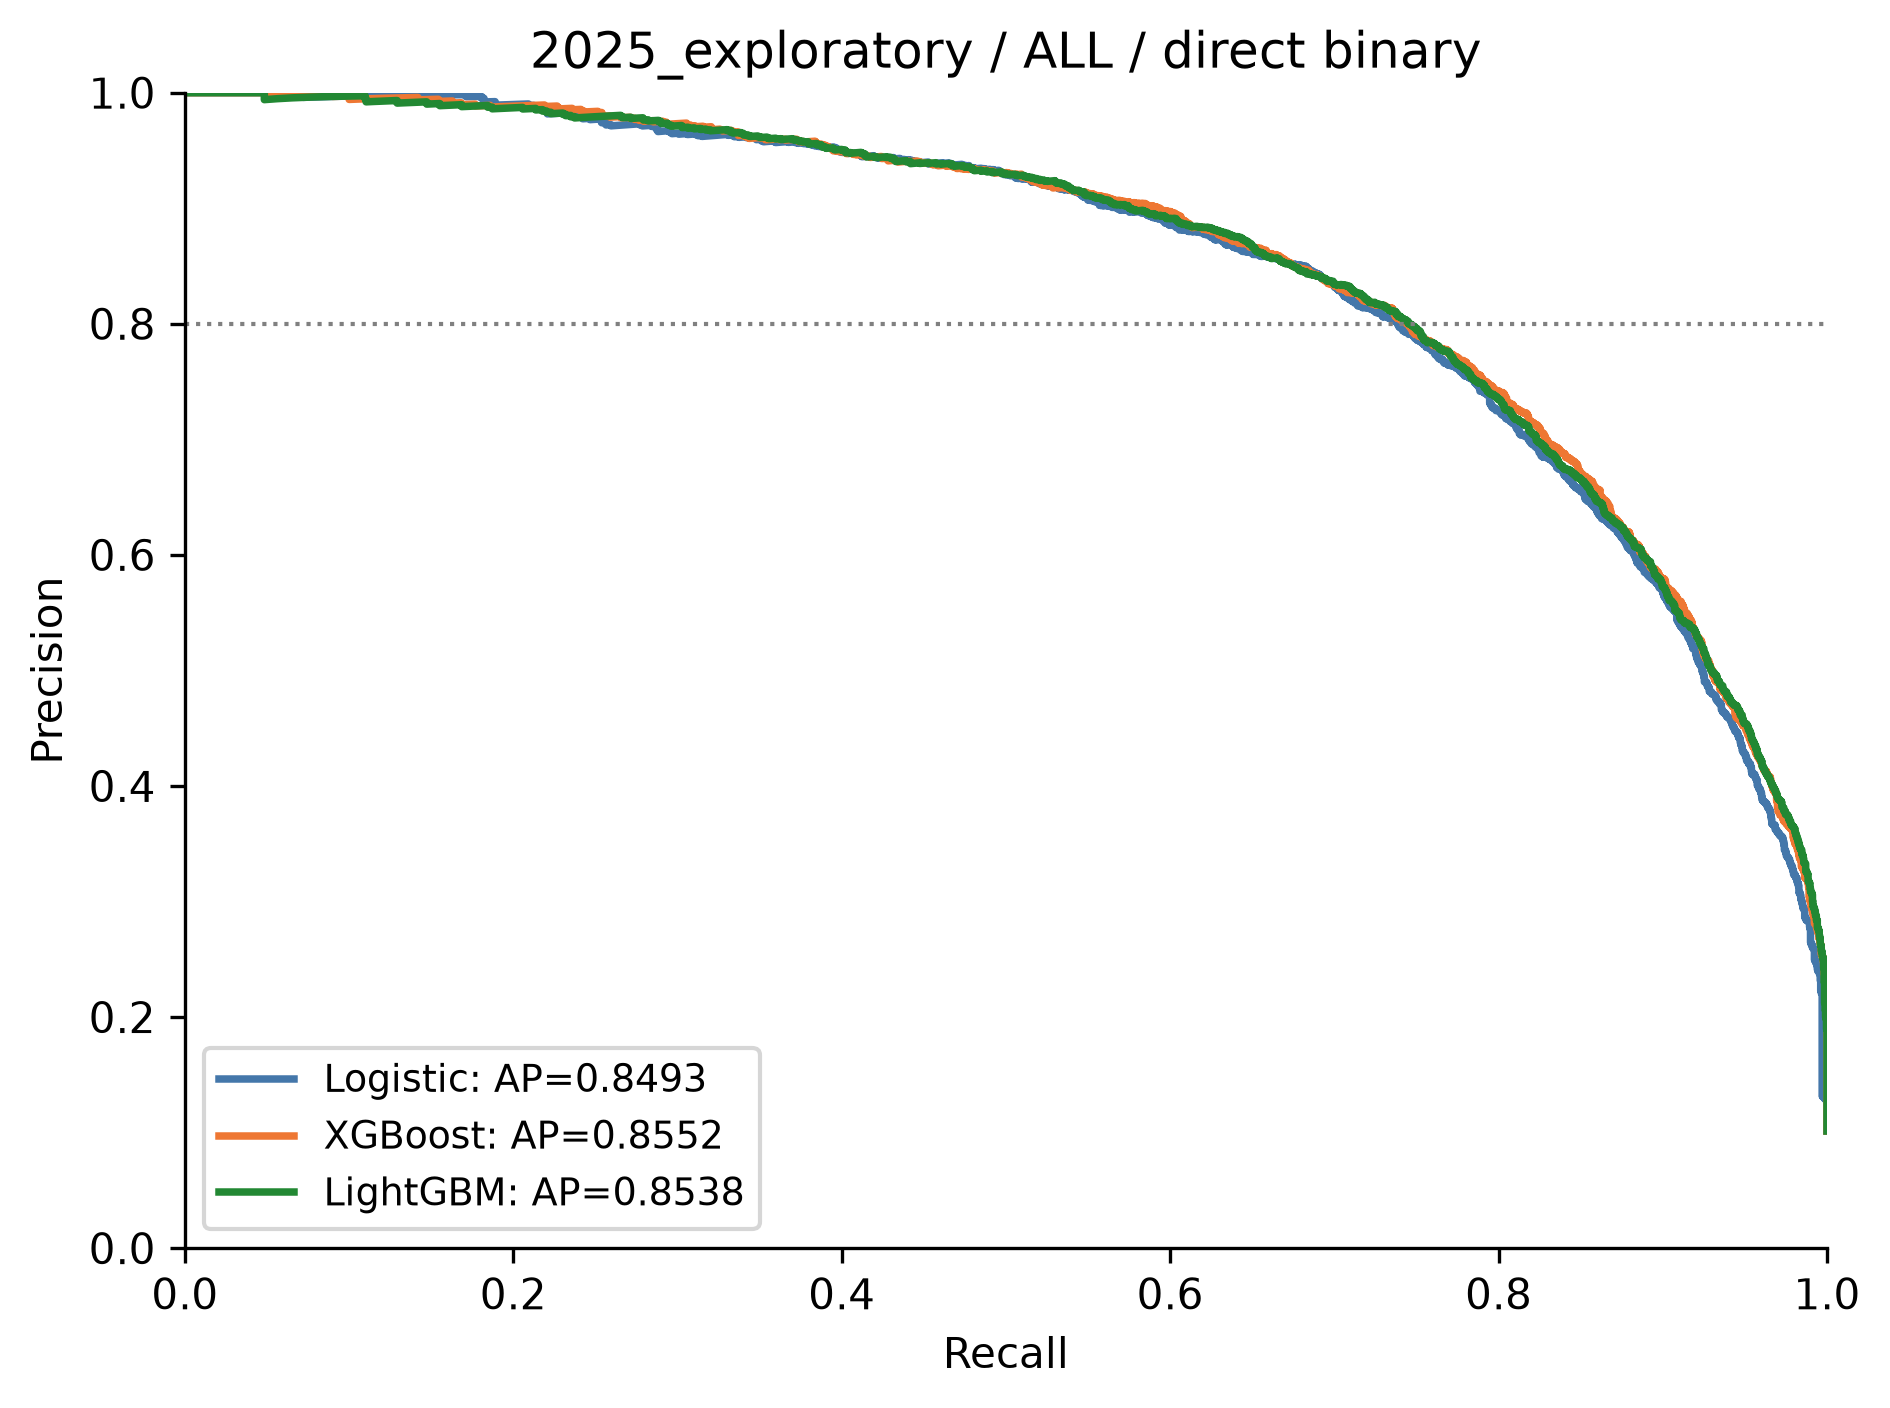 2025_exploratory / ALL / direct binary
1.0
0.8
0.6
0.4
0.2
0.0
Precision
Logistic: AP=0.8493
XGBoost: AP=0.8552
LightGBM: AP=0.8538
0.0 0.2 0.4 0.6 0.8 1.0
Recall